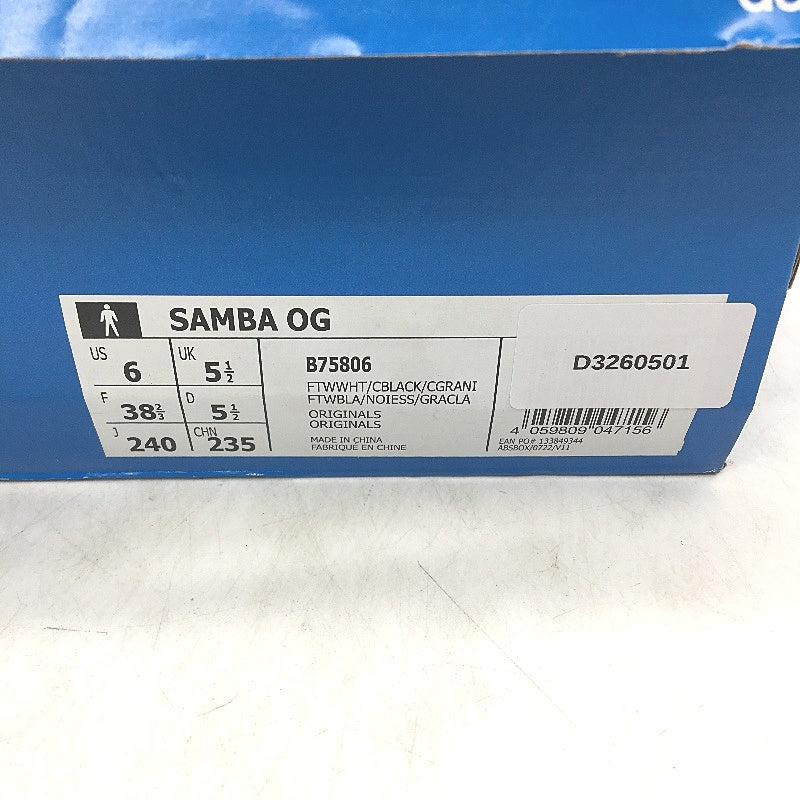 SAMBA OG
US 6 UK 5 1/2
F 38 2/3 D 5 1/2
J 240 CHN 235
B75806
FTWWHT/CBLACK/CGRANI
FTWBLA/NOIESS/GRACLA
ORIGINALS
ORIGINALS
MADE IN CHINA
FABRIQUE EN CHINE
D3260501
4 059809 047156
EAN PO# 133849344
ABSBOX/0722/V11